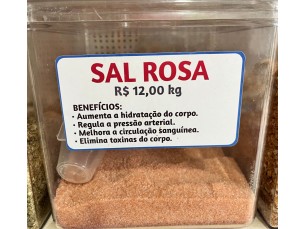 SAL ROSA
R$ 12,00 kg
BENEFÍCIOS:
• Aumenta a hidratação do corpo.
• Regula a pressão arterial.
• Melhora a circulação sanguínea.
• Elimina toxinas do corpo.